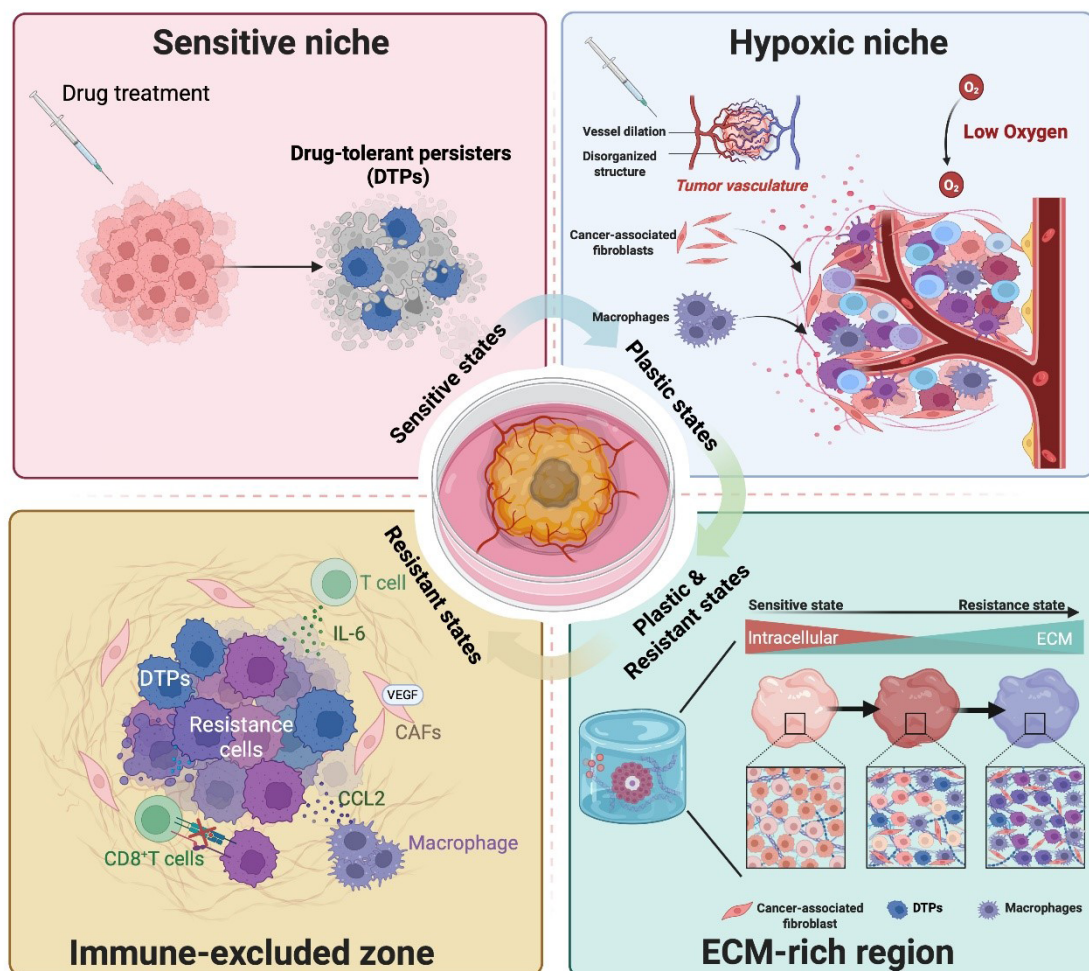 Sensitive niche
Drug treatment
Drug-tolerant persisters
(DTPs)
Hypoxic niche
Vessel dilation
Disorganized
structure
Tumor vasculature
O₂
Low Oxygen
O₂
Cancer-associated
fibroblasts
Macrophages
Sensitive states
Plastic states
Plastic &
Resistant states
Resistant states
T cell
IL-6
DTPs
VEGF
CAFs
Resistance
cells
CCL2
CD8⁺T cells
Macrophage
Immune-excluded zone
Sensitive state
Resistance state
Intracellular
ECM
Cancer-associated
fibroblast
DTPs
Macrophages
ECM-rich region